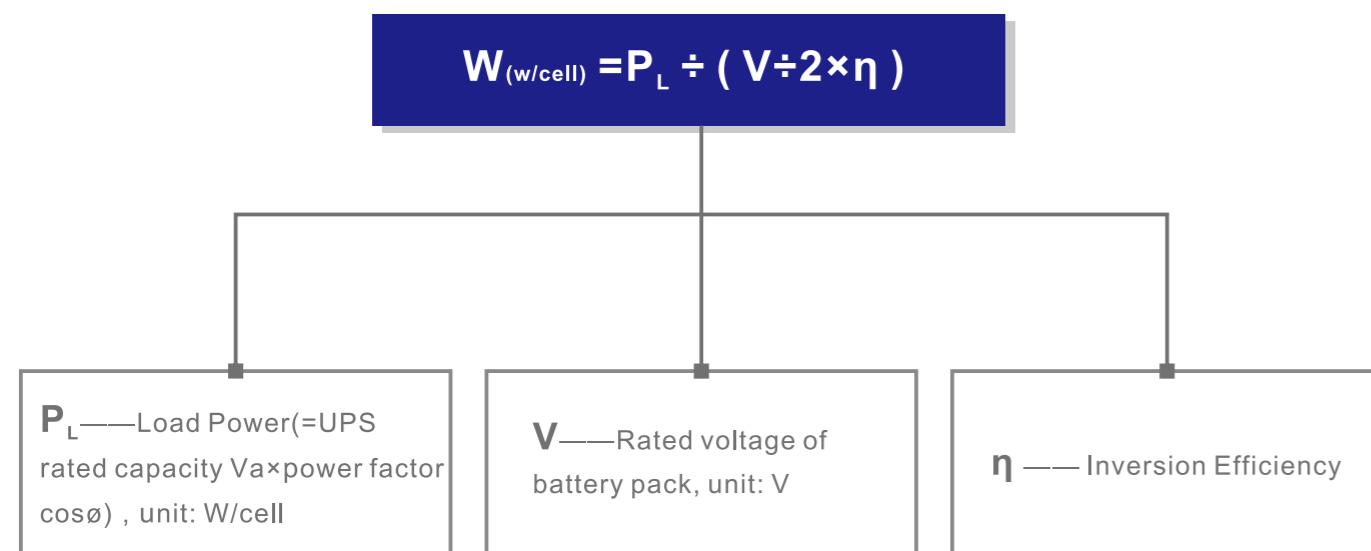 W(w/cell) =PL ÷ ( V÷2×η )
PL——Load Power(=UPS
rated capacity Va×power factor
cosø) , unit: W/cell
V——Rated voltage of
battery pack, unit: V
η —— Inversion Efficiency